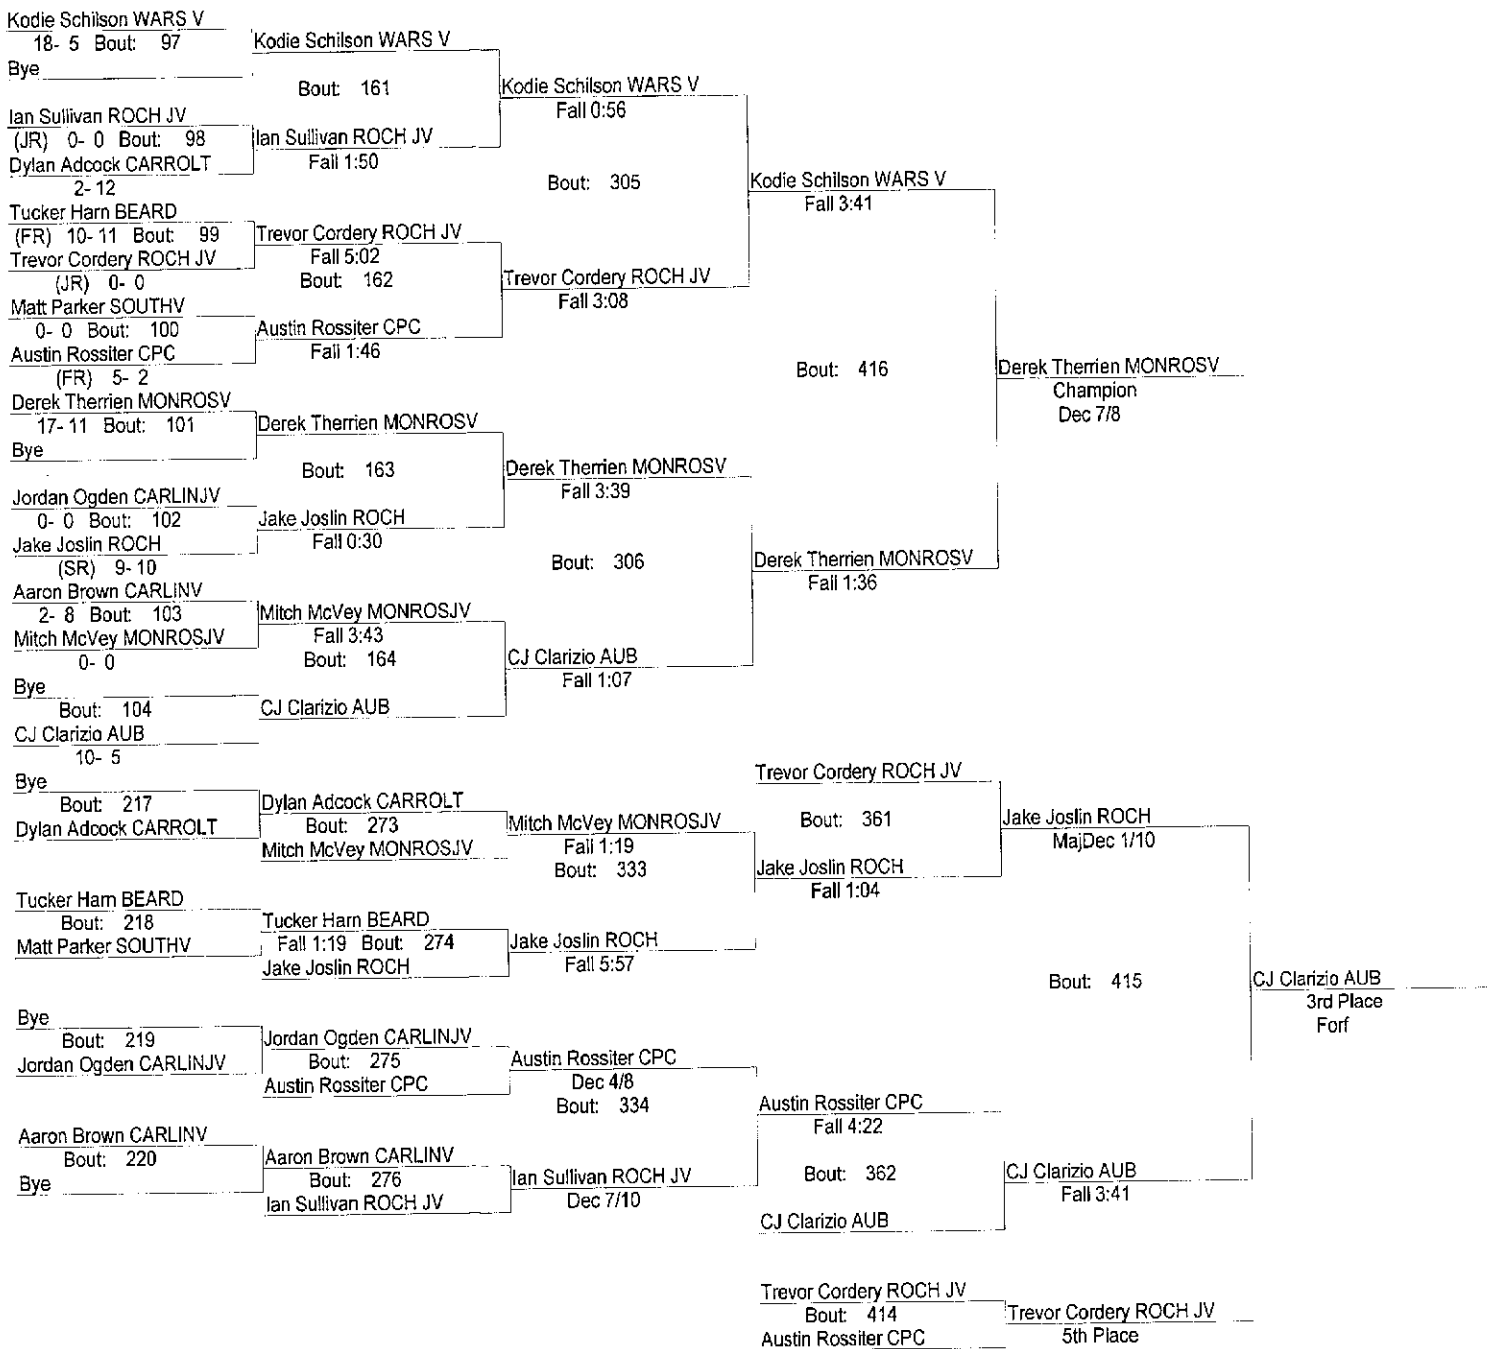 Kodie Schilson WARS V
18- 5 Bout: 97
Bye
Ian Sullivan ROCH JV
(JR) 0- 0 Bout: 98
Dylan Adcock CARROLT
2- 12
Tucker Harn BEARD
(FR) 10- 11 Bout: 99
Trevor Cordery ROCH JV
(JR) 0- 0
Matt Parker SOUTHV
0- 0 Bout: 100
Austin Rossiter CPC
(FR) 5- 2
Derek Therrien MONROSV
17- 11 Bout: 101
Bye
Jordan Ogden CARLINJV
0- 0 Bout: 102
Jake Joslin ROCH
(SR) 9- 10
Aaron Brown CARLINV
2- 8 Bout: 103
Mitch McVey MONROSJV
0- 0
Bye
Bout: 104
CJ Clarizio AUB
10- 5
Kodie Schilson WARS V
Bout: 161
Ian Sullivan ROCH JV
Fall 1:50
Trevor Cordery ROCH JV
Fall 5:02
Bout: 162
Austin Rossiter CPC
Fall 1:46
Derek Therrien MONROSV
Bout: 163
Jake Joslin ROCH
Fall 0:30
Mitch McVey MONROSJV
Fall 3:43
Bout: 164
CJ Clarizio AUB
Kodie Schilson WARS V
Fall 0:56
Bout: 305
Trevor Cordery ROCH JV
Fall 3:08
Derek Therrien MONROSV
Fall 3:39
Bout: 306
CJ Clarizio AUB
Fall 1:07
Kodie Schilson WARS V
Fall 3:41
Bout: 416
Derek Therrien MONROSV
Fall 1:36
Derek Therrien MONROSV
Champion
Dec 7/8
Bye
Bout: 217
Dylan Adcock CARROLT
Tucker Harn BEARD
Bout: 218
Matt Parker SOUTHV
Bye
Bout: 219
Jordan Ogden CARLINJV
Aaron Brown CARLINV
Bout: 220
Bye
Dylan Adcock CARROLT
Bout: 273
Mitch McVey MONROSJV
Tucker Harn BEARD
Fall 1:19 Bout: 274
Jake Joslin ROCH
Jordan Ogden CARLINJV
Bout: 275
Austin Rossiter CPC
Aaron Brown CARLINV
Bout: 276
Ian Sullivan ROCH JV
Mitch McVey MONROSJV
Fall 1:19
Bout: 333
Jake Joslin ROCH
Fall 5:57
Austin Rossiter CPC
Dec 4/8
Bout: 334
Ian Sullivan ROCH JV
Dec 7/10
Trevor Cordery ROCH JV
Bout: 361
Jake Joslin ROCH
Fall 1:04
Austin Rossiter CPC
Fall 4:22
Bout: 362
CJ Clarizio AUB
Jake Joslin ROCH
MajDec 1/10
Bout: 415
CJ Clarizio AUB
Fall 3:41
CJ Clarizio AUB
3rd Place
Forf
Trevor Cordery ROCH JV
Bout: 414
Austin Rossiter CPC
Trevor Cordery ROCH JV
5th Place